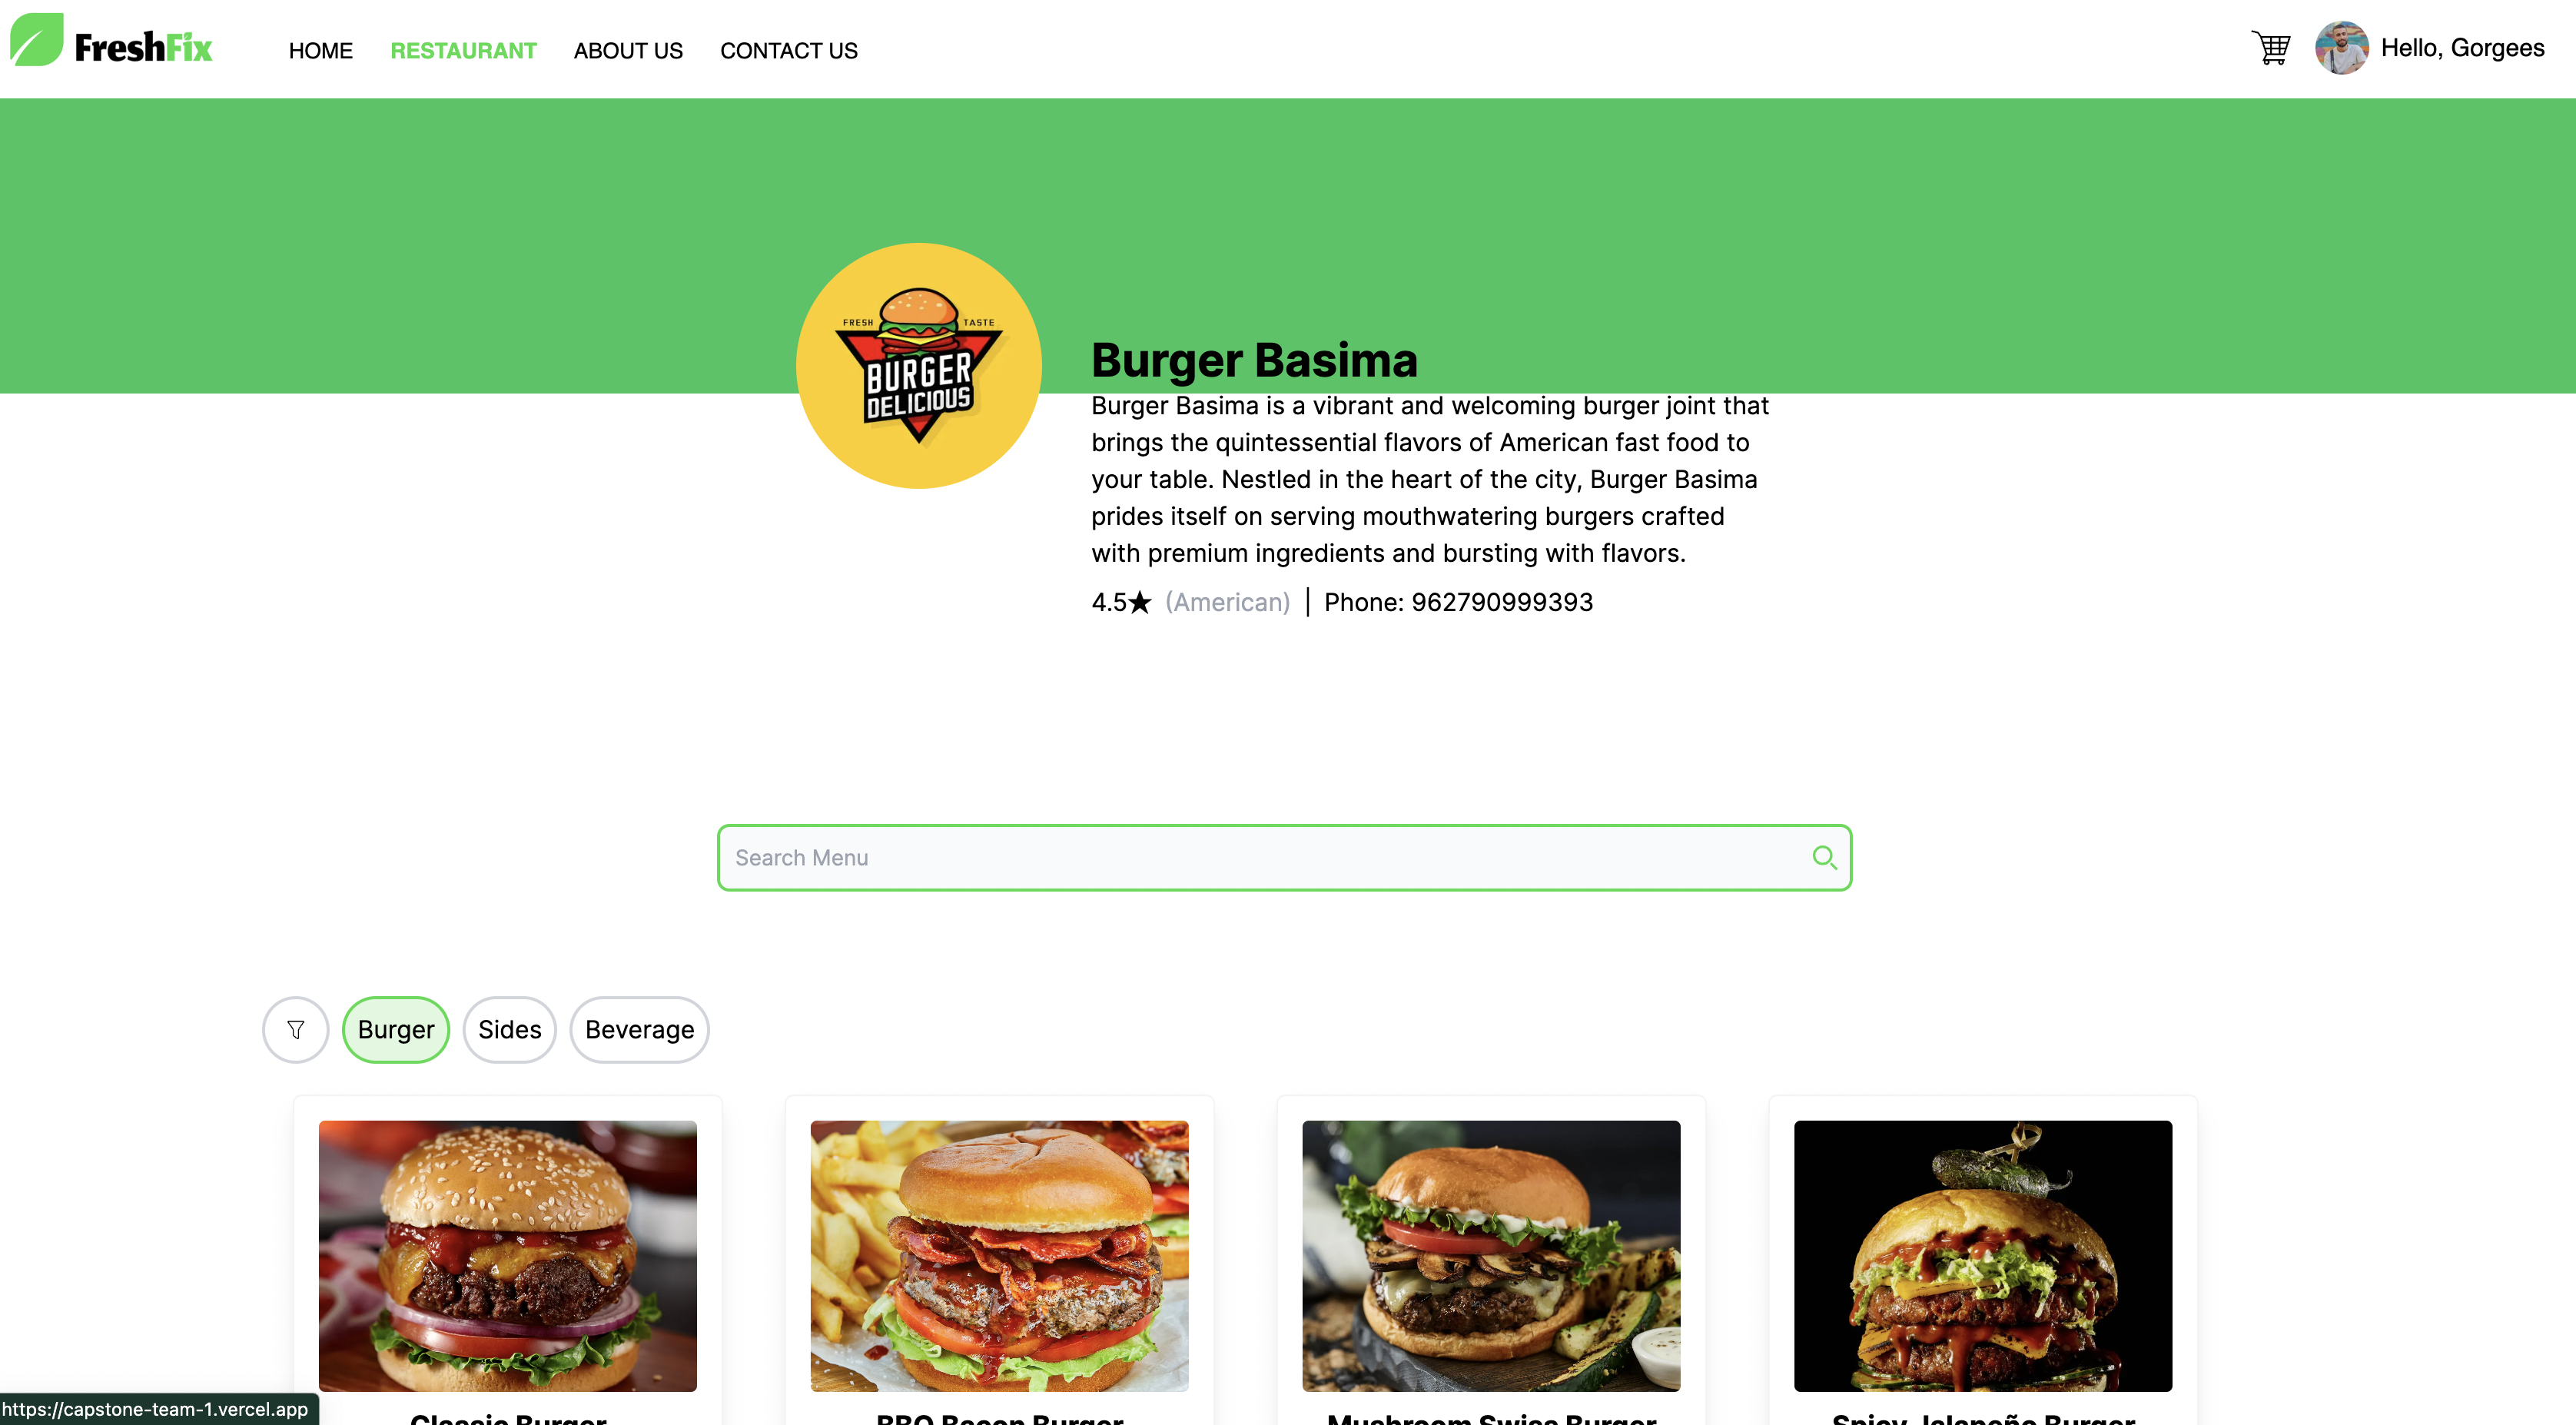 FreshFix
HOME
RESTAURANT
ABOUT US
CONTACT US
Hello, Gorgees
FRESH TASTE
BURGER
DELICIOUS
Burger Basima
Burger Basima is a vibrant and welcoming burger joint that
brings the quintessential flavors of American fast food to
your table. Nestled in the heart of the city, Burger Basima
prides itself on serving mouthwatering burgers crafted
with premium ingredients and bursting with flavors.
4.5★ (American) | Phone: 962790999393
Search Menu
Burger
Sides
Beverage
Classic Burger
BBQ Bacon Burger
Mushroom Swiss Burger
Spicy Jalapeño Burger
https://capstone-team-1.vercel.app